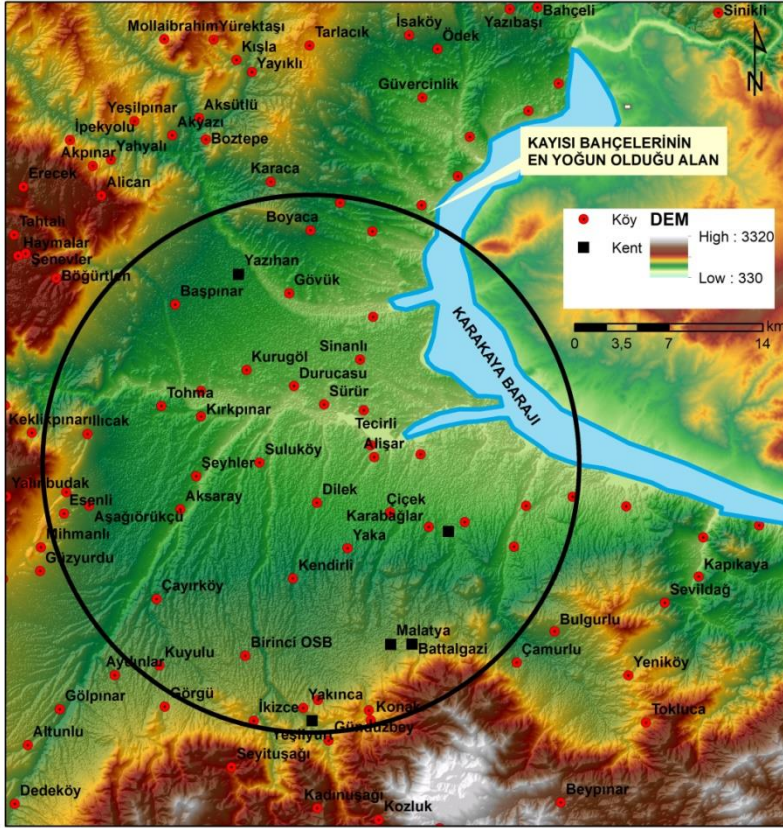 Bahçeli
Sinikli
Mollaibrahim
Yürektaşı
Tarlacık
İsaköy
Yazıbaşı
Ödek
Kışla
Yayıklı
Güvercinlik
N
Yeşilpınar
Aksütlü
İpekyolu
Akyazı
Boztepe
Akpınar
Yahyalı
KAYISI BAHÇELERİNİN
EN YOĞUN OLDUĞU ALAN
Erecek
Alican
Karaca
Tahtalı
Haymalar
Şenevler
Böğürtlen
Boyaca
Köy
DEM
Kent
High : 3320
Low : 330
Yazıhan
Başpınar
Gövük
km
0
3,5
7
14
KARAKAYA BARAJI
Sinanlı
Kurugöl
Durucasu
Tohma
Sürür
Kırkpınar
Tecirli
Keklikpınarı
Ilıcak
Suluköy
Alişar
Şeyhler
Yalınbudak
Esenli
Aksaray
Dilek
Çiçek
Aşağıörükçü
Karabağlar
Mihmanlı
Yaka
Güzyurdu
Kendirli
Kapıkaya
Çayırköy
Sevildağ
Malatya
Bulgurlu
Birinci OSB
Battalgazi
Kuyulu
Çamurlu
Aydınlar
Yeniköy
Gölpınar
Görgü
İkizce
Yakınca
Konak
Tokluca
Yeşilyurt
Gündüzbey
Altunlu
Seyituşağı
Dedeköy
Kadınuşağı
Kozluk
Beypınar